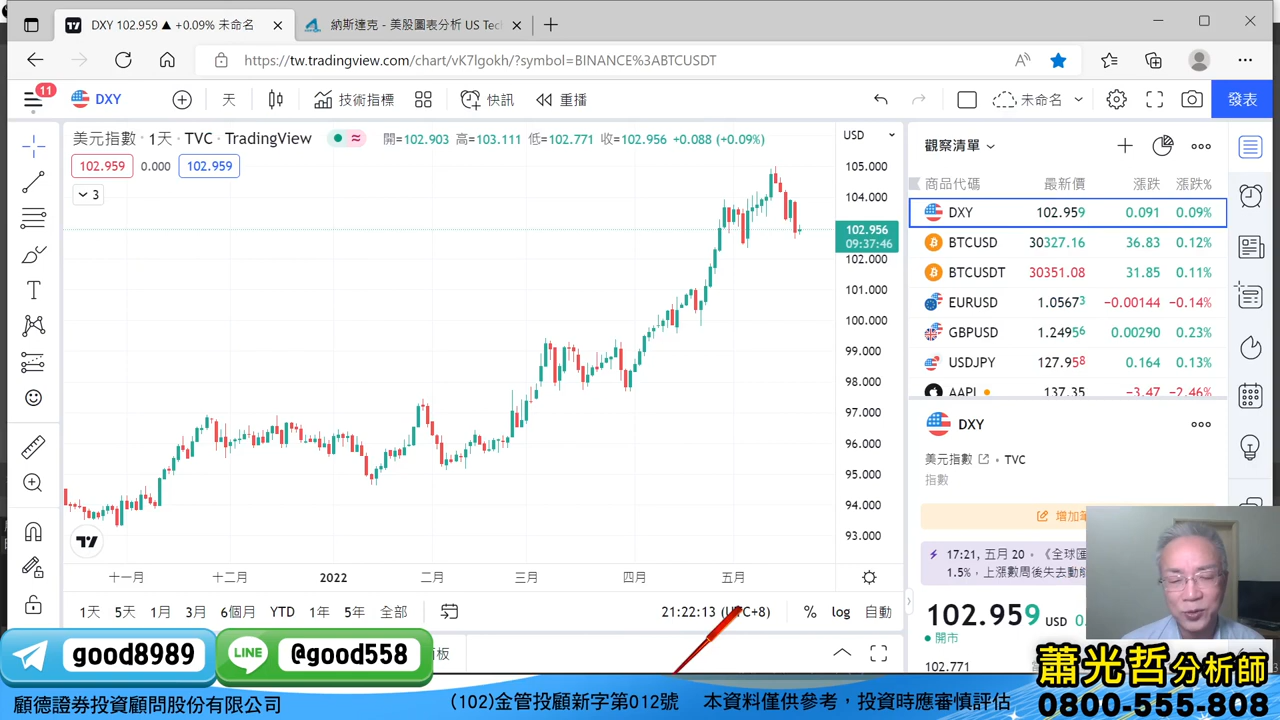 DXY 102.959 ▲ +0.09% 未命名
納斯達克 - 美股圖表分析 US Tec
https://tw.tradingview.com/chart/vK7lgokh/?symbol=BINANCE%3ABTCUSDT
11
DXY
天
技術指標
快訊
重播
未命名
發表
美元指數 · 1天 · TVC · TradingView
開=102.903 高=103.111 低=102.771 收=102.956 +0.088 (+0.09%)
USD
102.959
0.000
102.959
3
105.000
104.000
102.956
09:37:46
102.000
101.000
100.000
99.000
98.000
97.000
96.000
95.000
94.000
93.000
十一月
十二月
2022
二月
三月
四月
五月
1天
5天
1月
3月
6個月
YTD
1年
5年
全部
21:22:13 (UTC+8)
%
log
自動
觀察清單
商品代碼 最新價 漲跌 漲跌%
DXY 102.959 0.091 0.09%
BTCUSD 30327.16 36.83 0.12%
BTCUSDT 30351.08 31.85 0.11%
EURUSD 1.05673 −0.00144 −0.14%
GBPUSD 1.24956 0.00290 0.23%
USDJPY 127.958 0.164 0.13%
AAPL 137.35 −3.47 −2.46%
DXY
美元指數 • TVC
指數
增加
17:21, 五月 20 · 《全球匯
1.5%，上漲數周後失去動能
102.959 USD
開市
102.771
板
good8989
LINE
@good558
蕭光哲分析師
0800-555-808
顧德證券投資顧問股份有限公司
(102)金管投顧新字第012號 本資料僅供參考，投資時應審慎評估